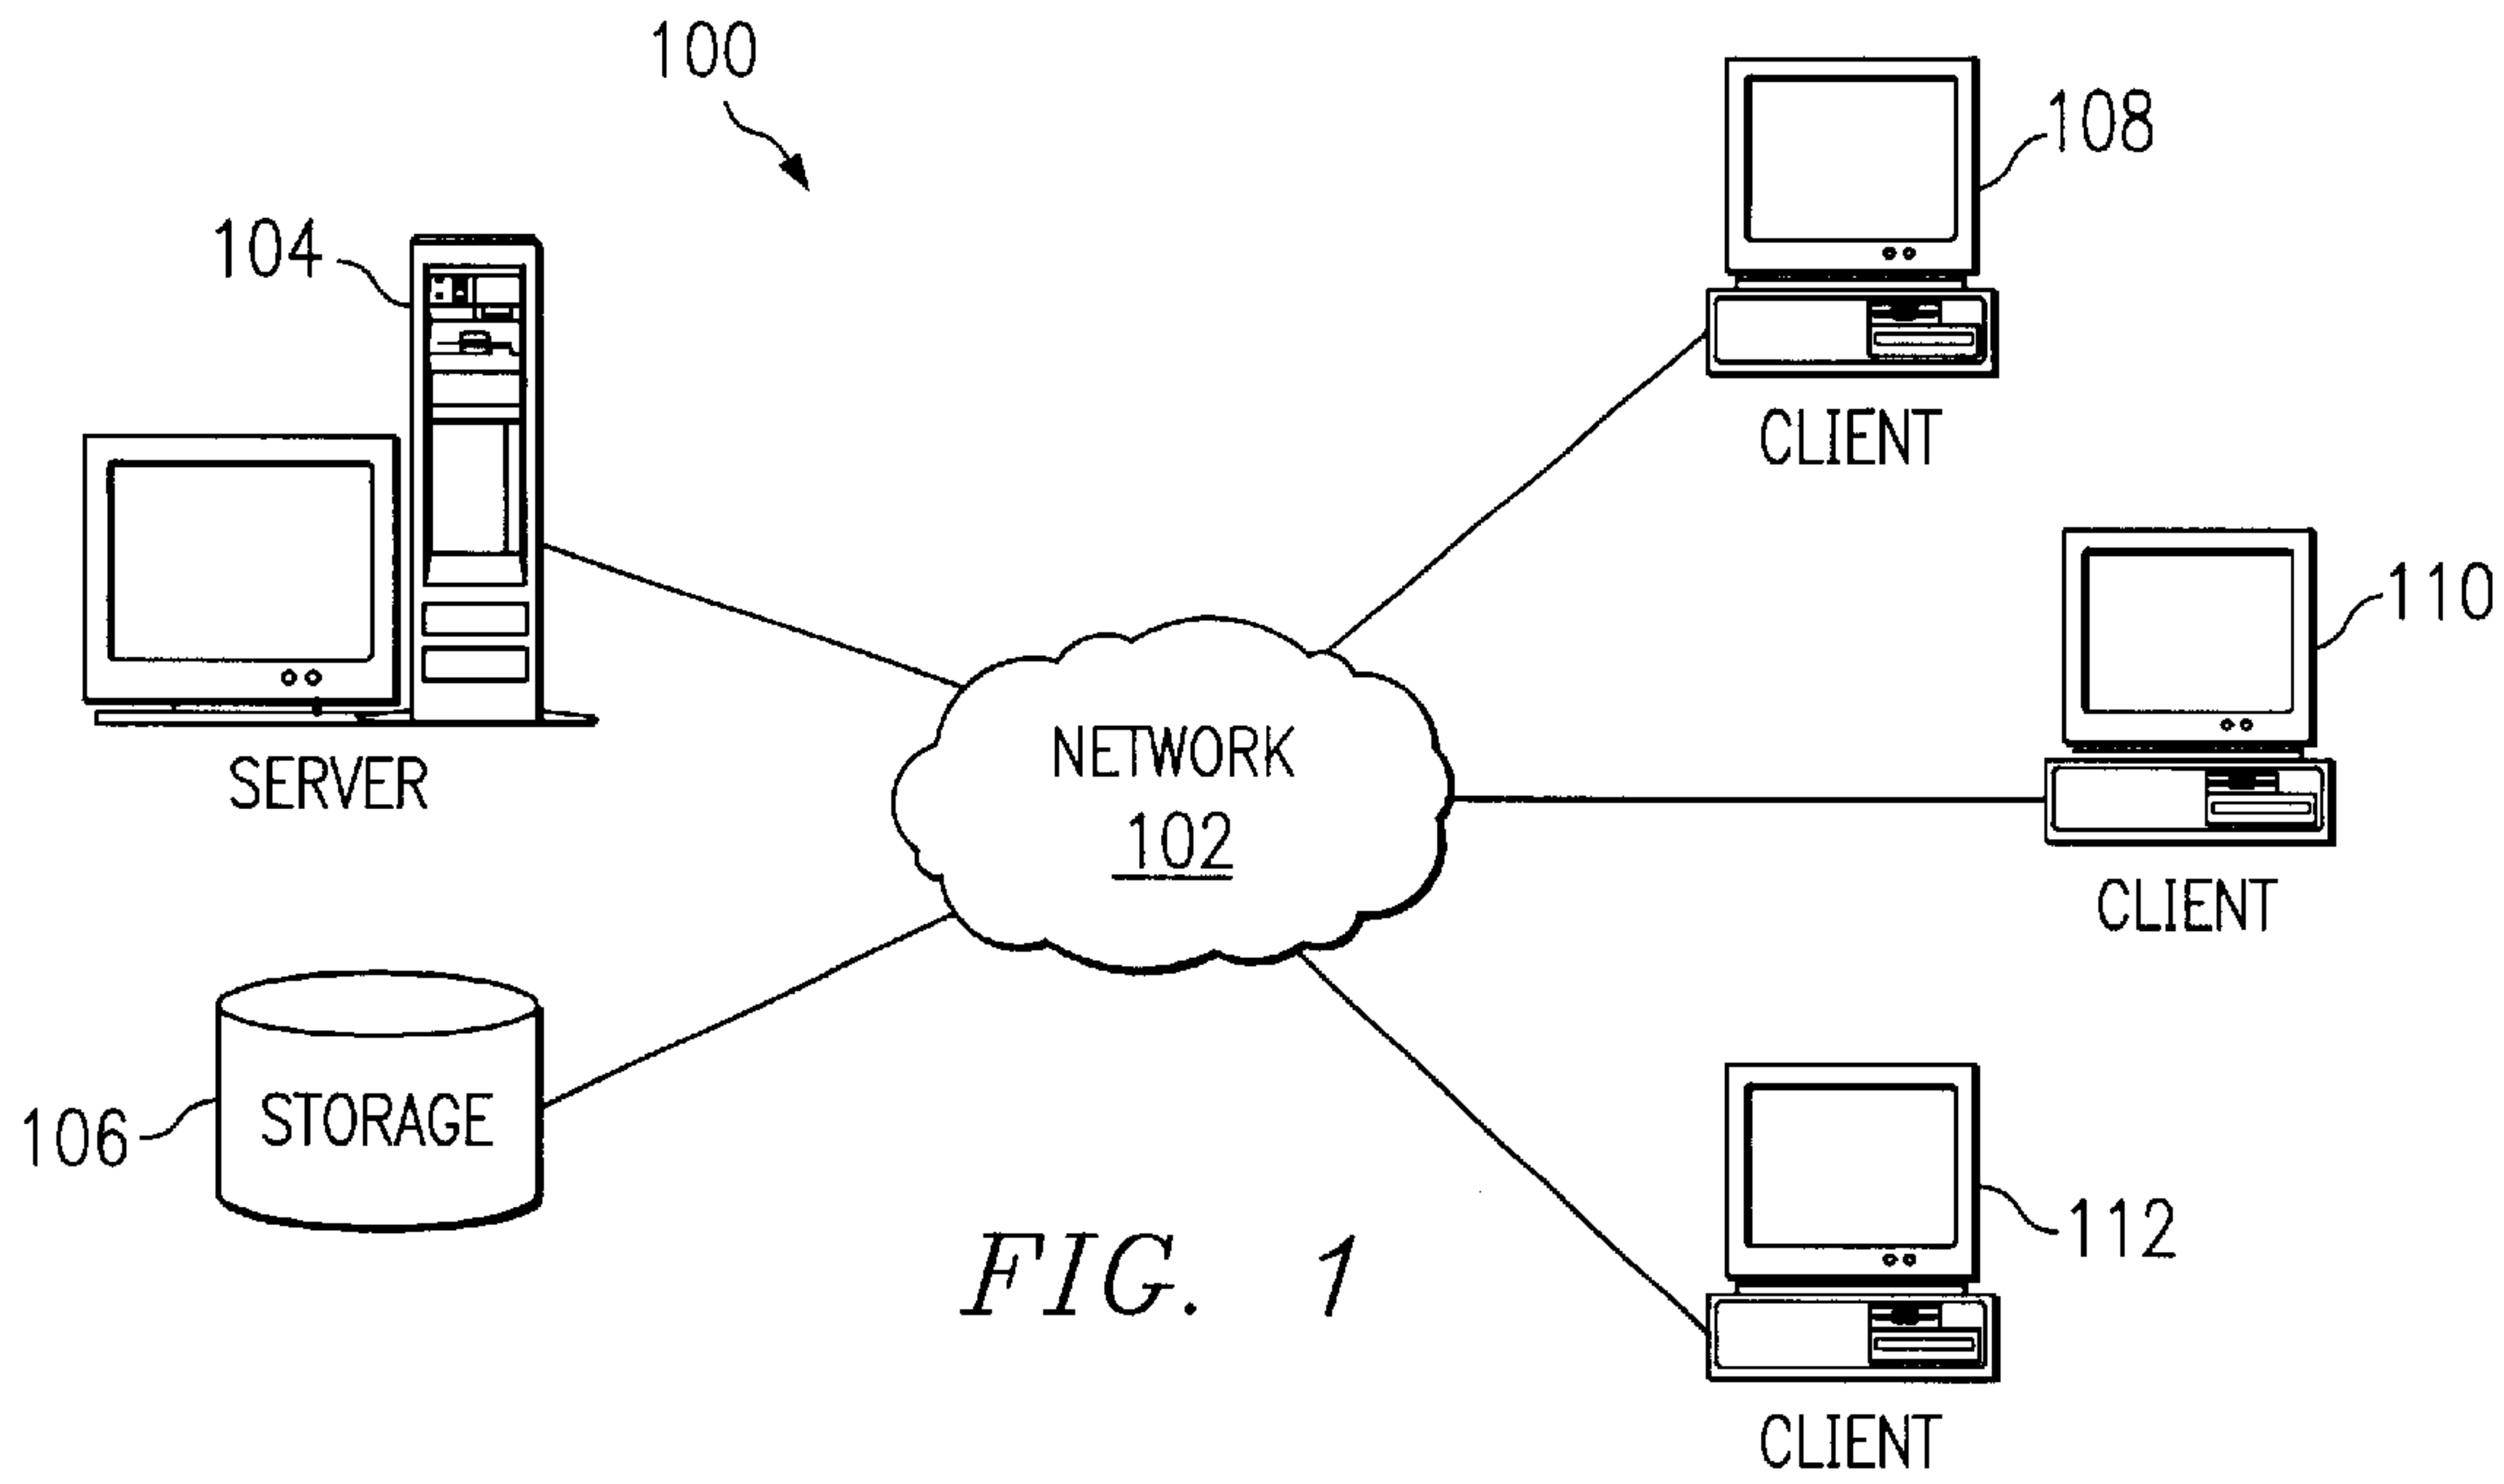 100
108
104
CLIENT
110
NETWORK
102
SERVER
CLIENT
106
STORAGE
112
FIG. 1
CLIENT